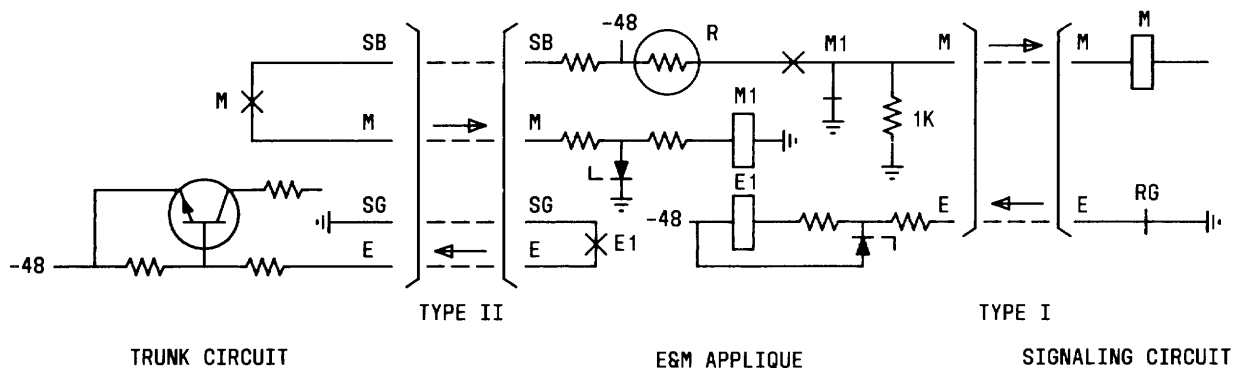 -48 R
SB SB M1 M M M
M M M M1 1K
SG SG E1 E E RG
-48
-48 E E E1
TYPE II TYPE I
TRUNK CIRCUIT E&M APPLIQUE SIGNALING CIRCUIT